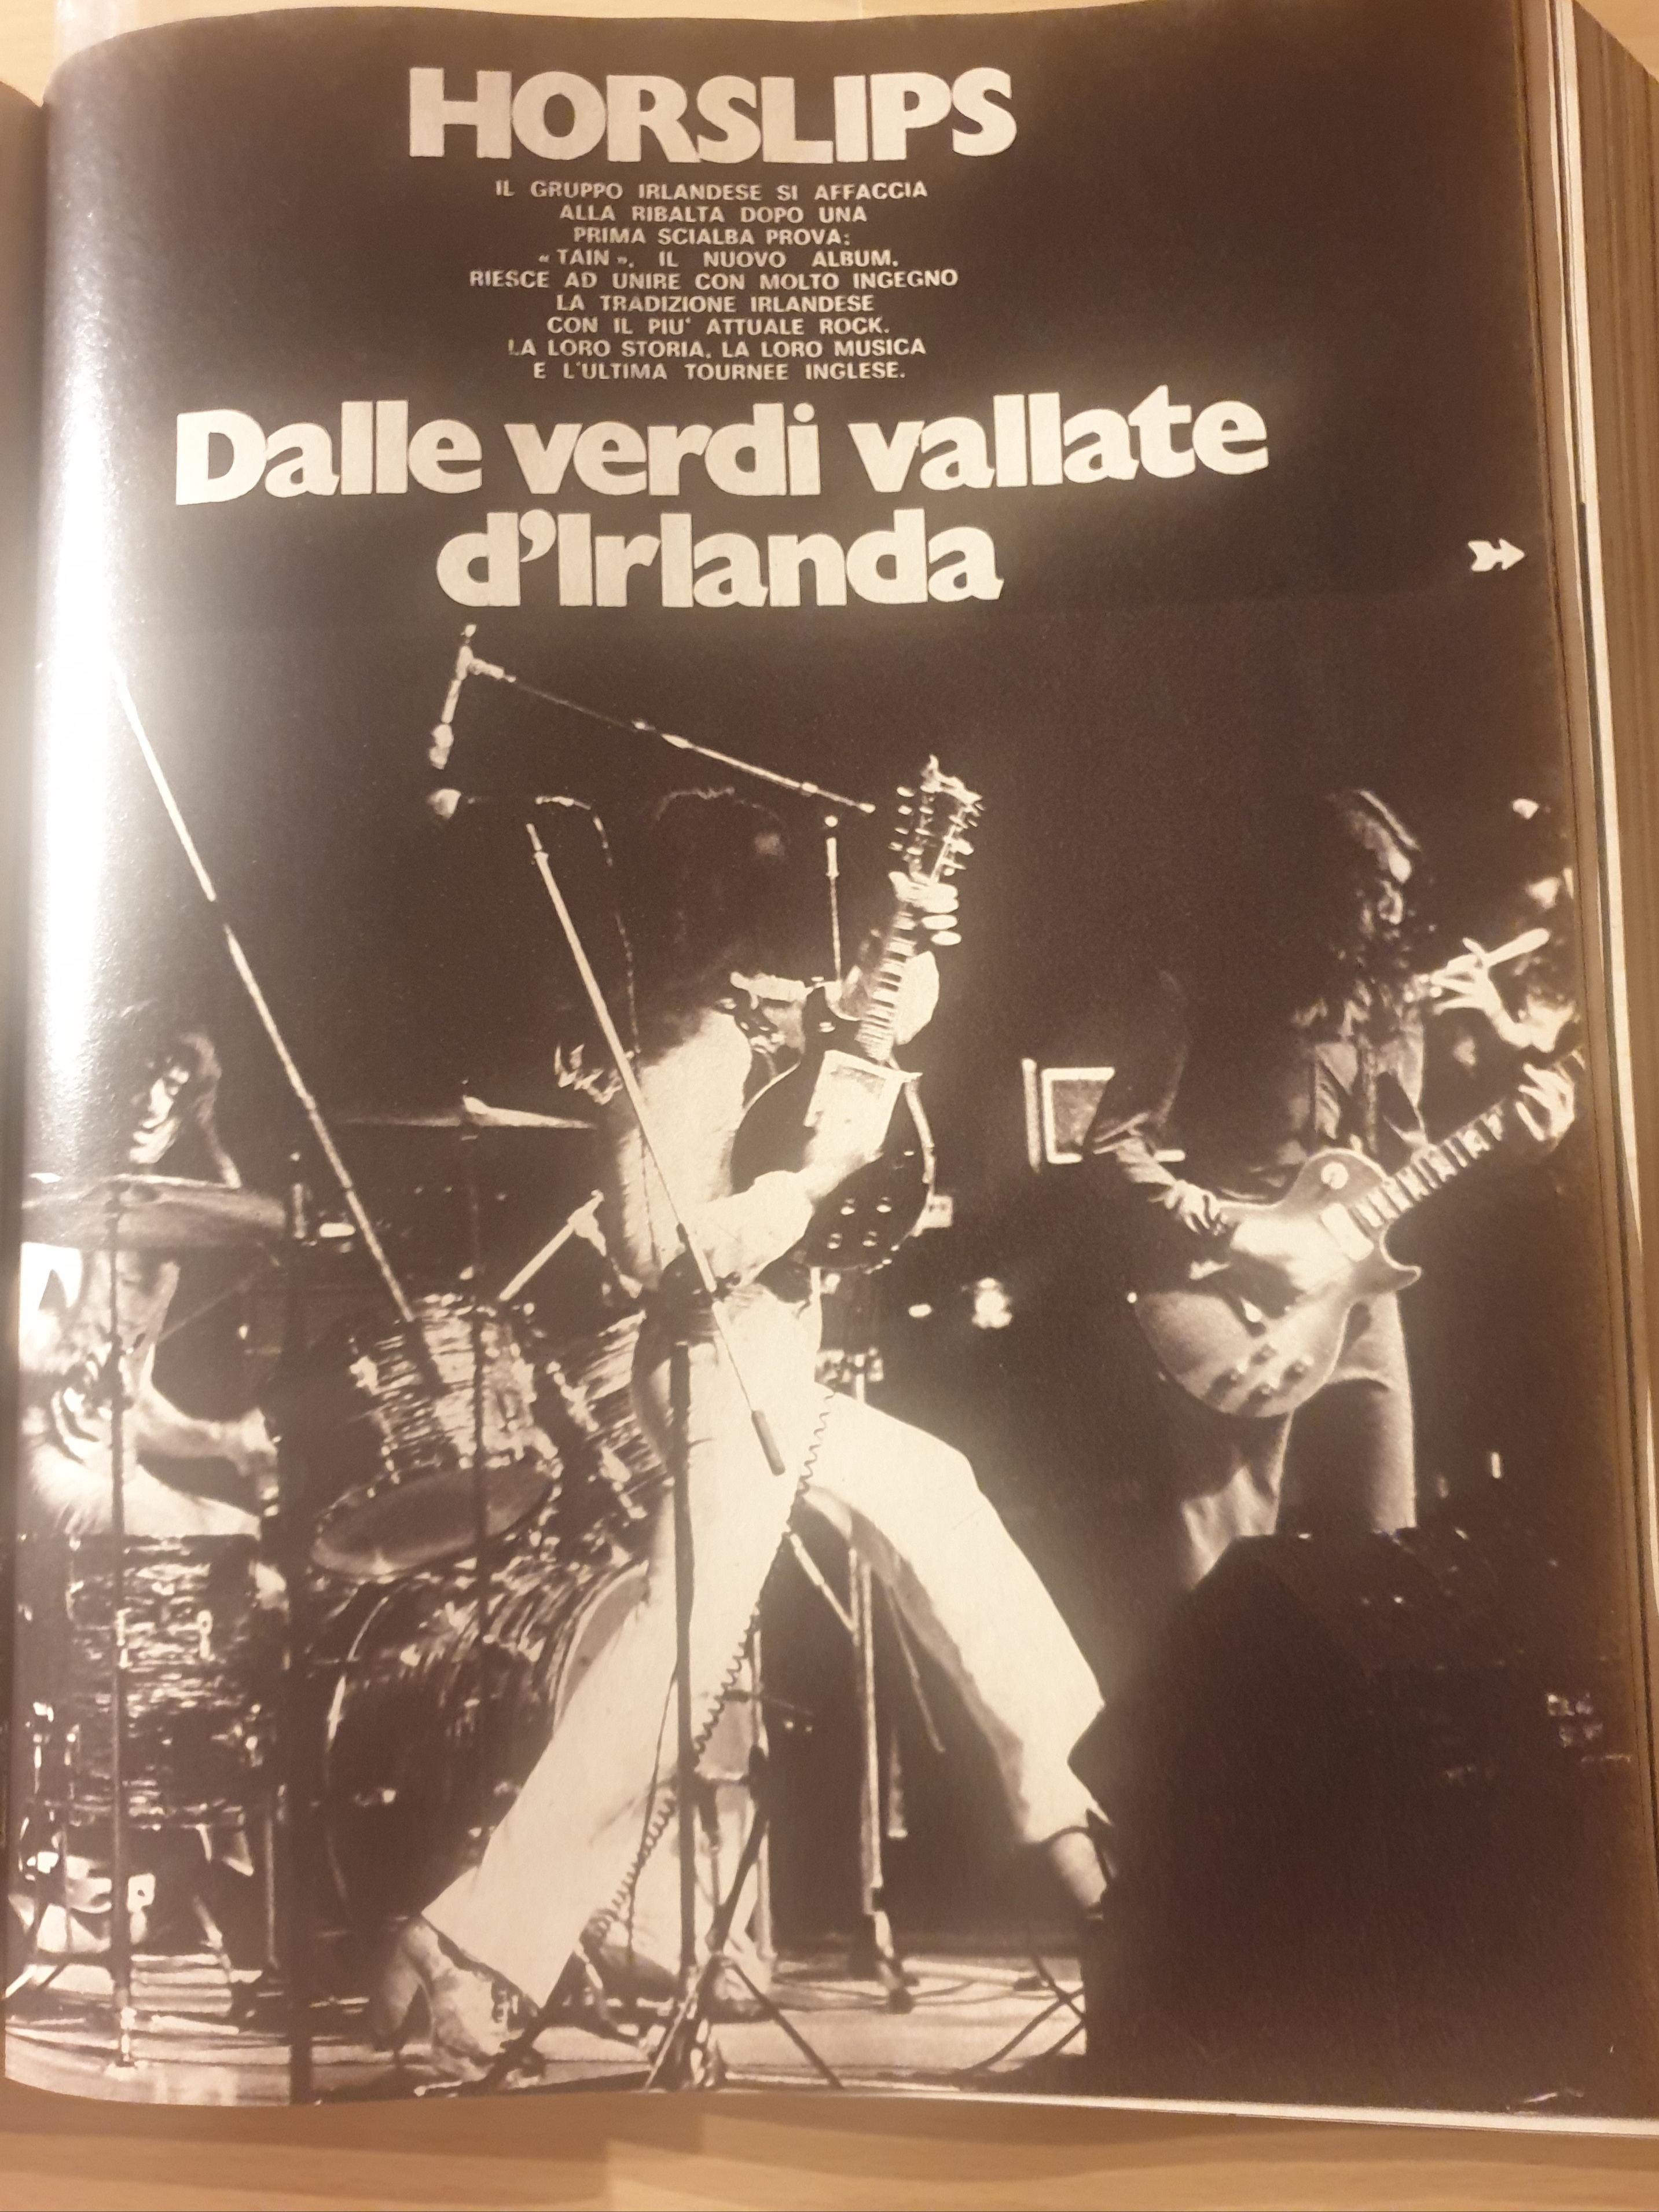 HORSLIPS
IL GRUPPO IRLANDESE SI AFFACCIA
ALLA RIBALTA DOPO UNA
PRIMA SCIALBA PROVA:
« TAIN ». IL NUOVO ALBUM.
RIESCE AD UNIRE CON MOLTO INGEGNO
LA TRADIZIONE IRLANDESE
CON IL PIU' ATTUALE ROCK.
LA LORO STORIA, LA LORO MUSICA
E L'ULTIMA TOURNEE INGLESE.
Dalle verdi vallate
d'Irlanda